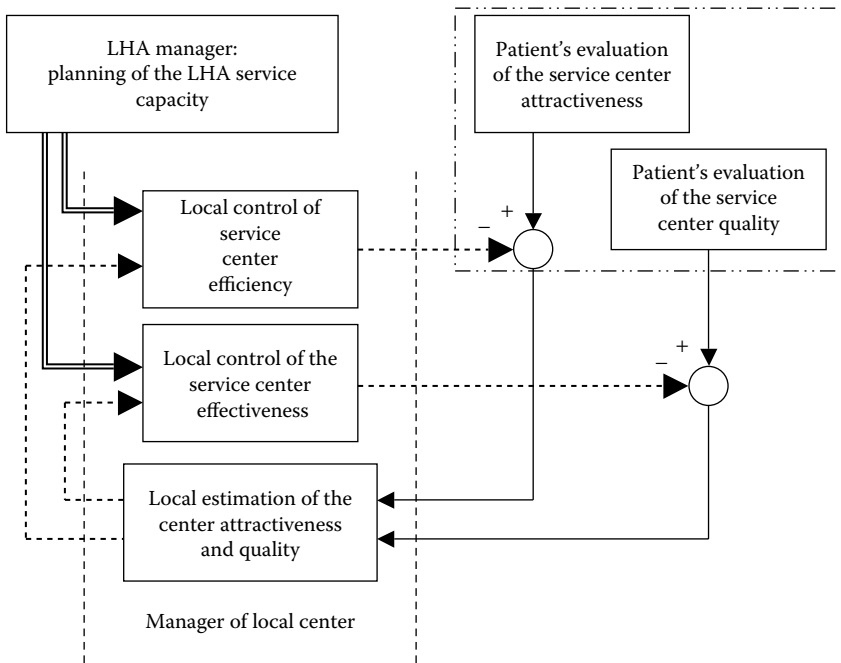 LHA manager:
planning of the LHA service
capacity
Patient's evaluation
of the service center
attractiveness
Patient's evaluation
of the service
center quality
+
−
Local control of
service
center
efficiency
+
−
Local control of the
service center
effectiveness
Local estimation of the
center attractiveness
and quality
Manager of local center